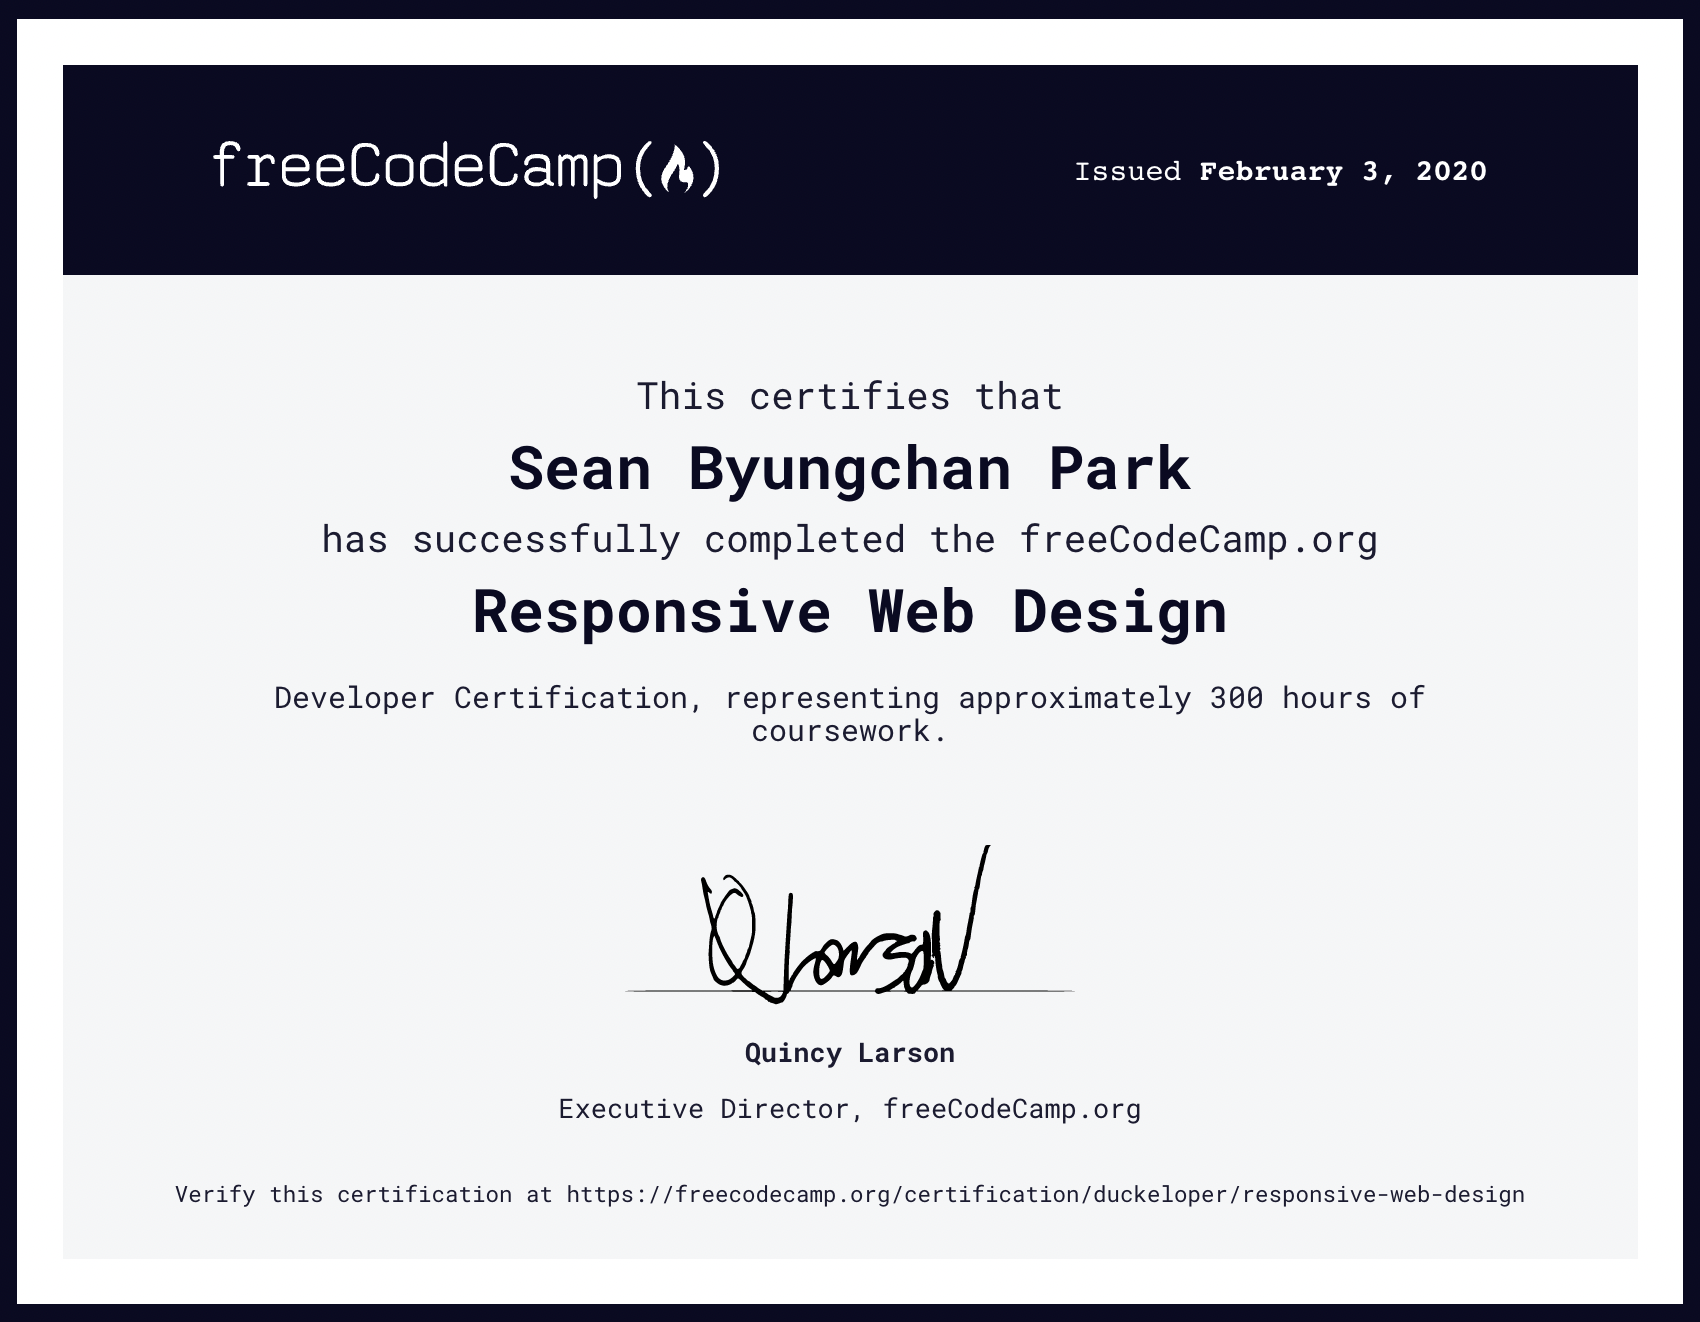 freeCodeCamp(🔥)
Issued February 3, 2020
This certifies that
Sean Byungchan Park
has successfully completed the freeCodeCamp.org
Responsive Web Design
Developer Certification, representing approximately 300 hours of
coursework.
Q Larson
Quincy Larson
Executive Director, freeCodeCamp.org
Verify this certification at https://freecodecamp.org/certification/duckeloper/responsive-web-design